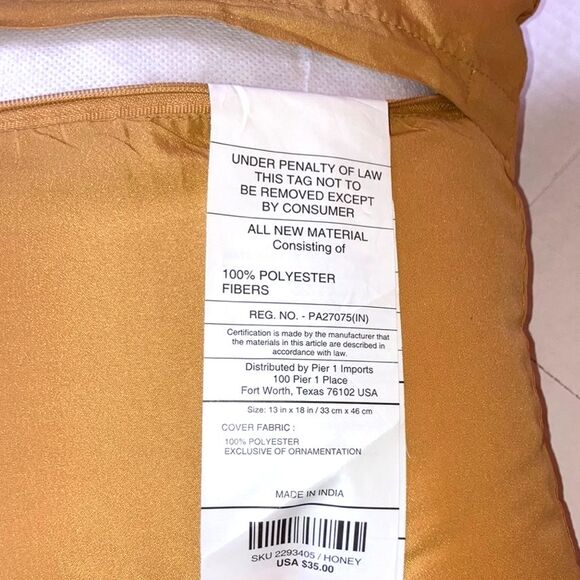 UNDER PENALTY OF LAW
THIS TAG NOT TO
BE REMOVED EXCEPT
BY CONSUMER
ALL NEW MATERIAL
Consisting of
100% POLYESTER
FIBERS
REG. NO. - PA27075(IN)
Certification is made by the manufacturer that
the materials in this article are described in
accordance with law.
Distributed by Pier 1 Imports
100 Pier 1 Place
Fort Worth, Texas 76102 USA
Size: 13 in x 18 in / 33 cm x 46 cm
COVER FABRIC :
100% POLYESTER
EXCLUSIVE OF ORNAMENTATION
MADE IN INDIA
SKU 2293405 / HONEY
USA $35.00